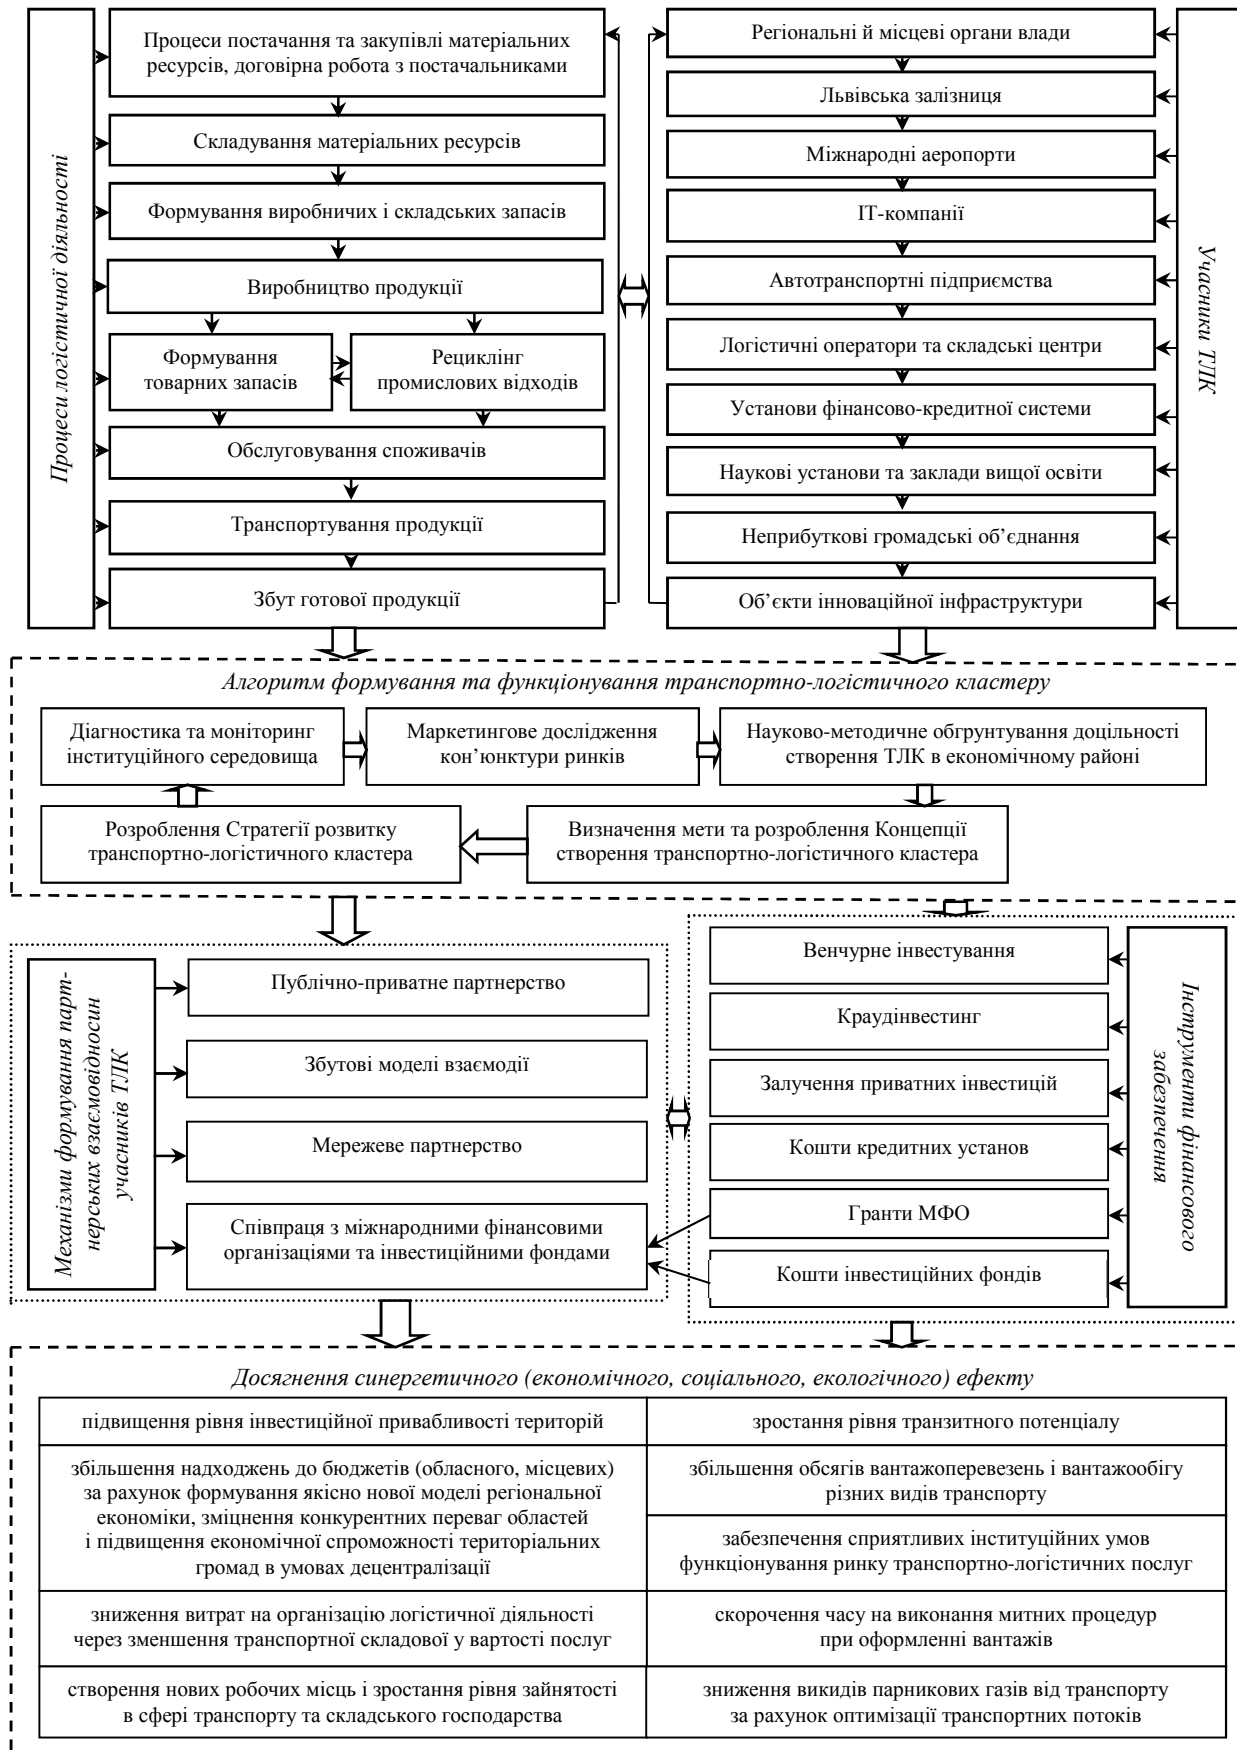 Процеси логістичної діяльності
Процеси постачання та закупівлі матеріальних
ресурсів, договірна робота з постачальниками
Складування матеріальних ресурсів
Формування виробничих і складських запасів
Виробництво продукції
Формування
товарних запасів
Рециклінг
промислових відходів
Обслуговування споживачів
Транспортування продукції
Збут готової продукції
Регіональні й місцеві органи влади
Львівська залізниця
Міжнародні аеропорти
ІТ-компанії
Автотранспортні підприємства
Логістичні оператори та складські центри
Установи фінансово-кредитної системи
Наукові установи та заклади вищої освіти
Неприбуткові громадські об’єднання
Об’єкти інноваційної інфраструктури
Учасники ТЛК
Алгоритм формування та функціонування транспортно-логістичного кластеру
Діагностика та моніторинг
інституційного середовища
Маркетингове дослідження
кон’юнктури ринків
Науково-методичне обгрунтування доцільності
створення ТЛК в економічному районі
Розроблення Стратегії розвитку
транспортно-логістичного кластера
Визначення мети та розроблення Концепції
створення транспортно-логістичного кластера
Механізми формування парт-
нерських взаємовідносин
учасників ТЛК
Публічно-приватне партнерство
Збутові моделі взаємодії
Мережеве партнерство
Співпраця з міжнародними фінансовими
організаціями та інвестиційними фондами
Венчурне інвестування
Краудінвестинг
Залучення приватних інвестицій
Кошти кредитних установ
Гранти МФО
Кошти інвестиційних фондів
Інструменти фінансового
забезпечення
Досягнення синергетичного (економічного, соціального, екологічного) ефекту
підвищення рівня інвестиційної привабливості територій
зростання рівня транзитного потенціалу
збільшення надходжень до бюджетів (обласного, місцевих)
за рахунок формування якісно нової моделі регіональної
економіки, зміцнення конкурентних переваг областей
і підвищення економічної спроможності територіальних
громад в умовах децентралізації
збільшення обсягів вантажоперевезень і вантажообігу
різних видів транспорту
забезпечення сприятливих інституційних умов
функціонування ринку транспортно-логістичних послуг
зниження витрат на організацію логістичної діяльності
через зменшення транспортної складової у вартості послуг
скорочення часу на виконання митних процедур
при оформленні вантажів
створення нових робочих місць і зростання рівня зайнятості
в сфері транспорту та складського господарства
зниження викидів парникових газів від транспорту
за рахунок оптимізації транспортних потоків